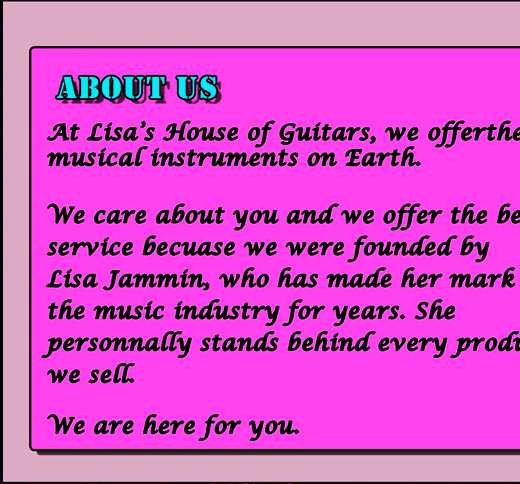 ABOUT US
At Lisa's House of Guitars, we offerthe
musical instruments on Earth.
We care about you and we offer the be
service becuase we were founded by
Lisa Jammin, who has made her mark
the music industry for years. She
personnally stands behind every produ
we sell.
We are here for you.